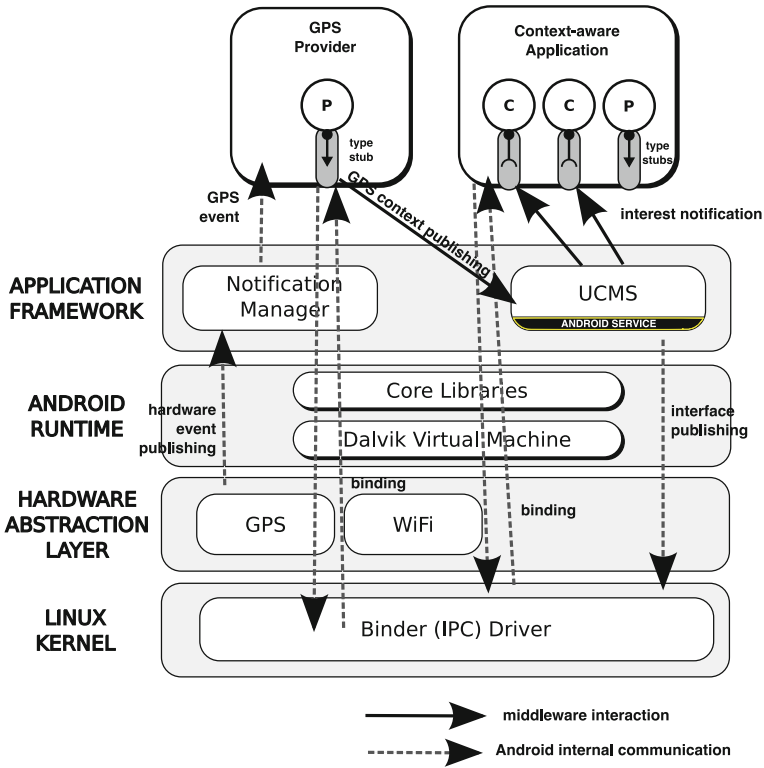 GPS
Provider
Context-aware
Application
P
C
C
P
type
stub
type
stubs
GPS
event
GPS context publishing
interest notification
APPLICATION
FRAMEWORK
Notification
Manager
UCMS
ANDROID SERVICE
ANDROID
RUNTIME
Core Libraries
Dalvik Virtual Machine
hardware
event
publishing
interface
publishing
HARDWARE
ABSTRACTION
LAYER
binding
GPS
WiFi
binding
LINUX
KERNEL
Binder (IPC) Driver
middleware interaction
Android internal communication